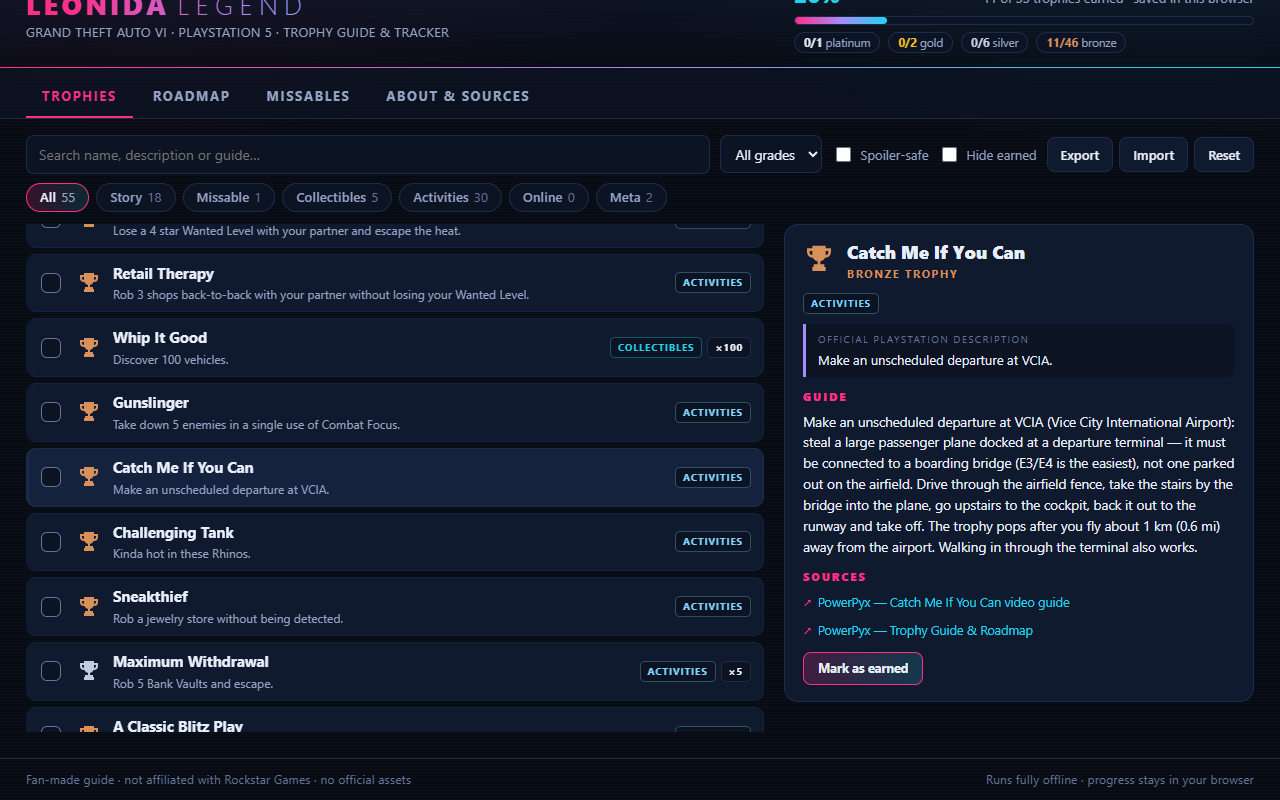 LEONIDA LEGEND
20% 11 of 55 trophies earned · saved in this browser
GRAND THEFT AUTO VI · PLAYSTATION 5 · TROPHY GUIDE & TRACKER
0/1 platinum 0/2 gold 0/6 silver 11/46 bronze
TROPHIES ROADMAP MISSABLES ABOUT & SOURCES
Search name, description or guide...
All grades Spoiler-safe Hide earned Export Import Reset
All 55 Story 18 Missable 1 Collectibles 5 Activities 30 Online 0 Meta 2
Lose a 4 star Wanted Level with your partner and escape the heat.
Retail Therapy
Rob 3 shops back-to-back with your partner without losing your Wanted Level.
ACTIVITIES
Whip It Good
Discover 100 vehicles.
COLLECTIBLES ×100
Gunslinger
Take down 5 enemies in a single use of Combat Focus.
ACTIVITIES
Catch Me If You Can
Make an unscheduled departure at VCIA.
ACTIVITIES
Challenging Tank
Kinda hot in these Rhinos.
ACTIVITIES
Sneakthief
Rob a jewelry store without being detected.
ACTIVITIES
Maximum Withdrawal
Rob 5 Bank Vaults and escape.
ACTIVITIES ×5
A Classic Blitz Play
Catch Me If You Can
BRONZE TROPHY
ACTIVITIES
OFFICIAL PLAYSTATION DESCRIPTION
Make an unscheduled departure at VCIA.
GUIDE
Make an unscheduled departure at VCIA (Vice City International Airport):
steal a large passenger plane docked at a departure terminal — it must
be connected to a boarding bridge (E3/E4 is the easiest), not one parked
out on the airfield. Drive through the airfield fence, take the stairs by the
bridge into the plane, go upstairs to the cockpit, back it out to the
runway and take off. The trophy pops after you fly about 1 km (0.6 mi)
away from the airport. Walking in through the terminal also works.
SOURCES
↗ PowerPyx — Catch Me If You Can video guide
↗ PowerPyx — Trophy Guide & Roadmap
Mark as earned
Fan-made guide · not affiliated with Rockstar Games · no official assets
Runs fully offline · progress stays in your browser